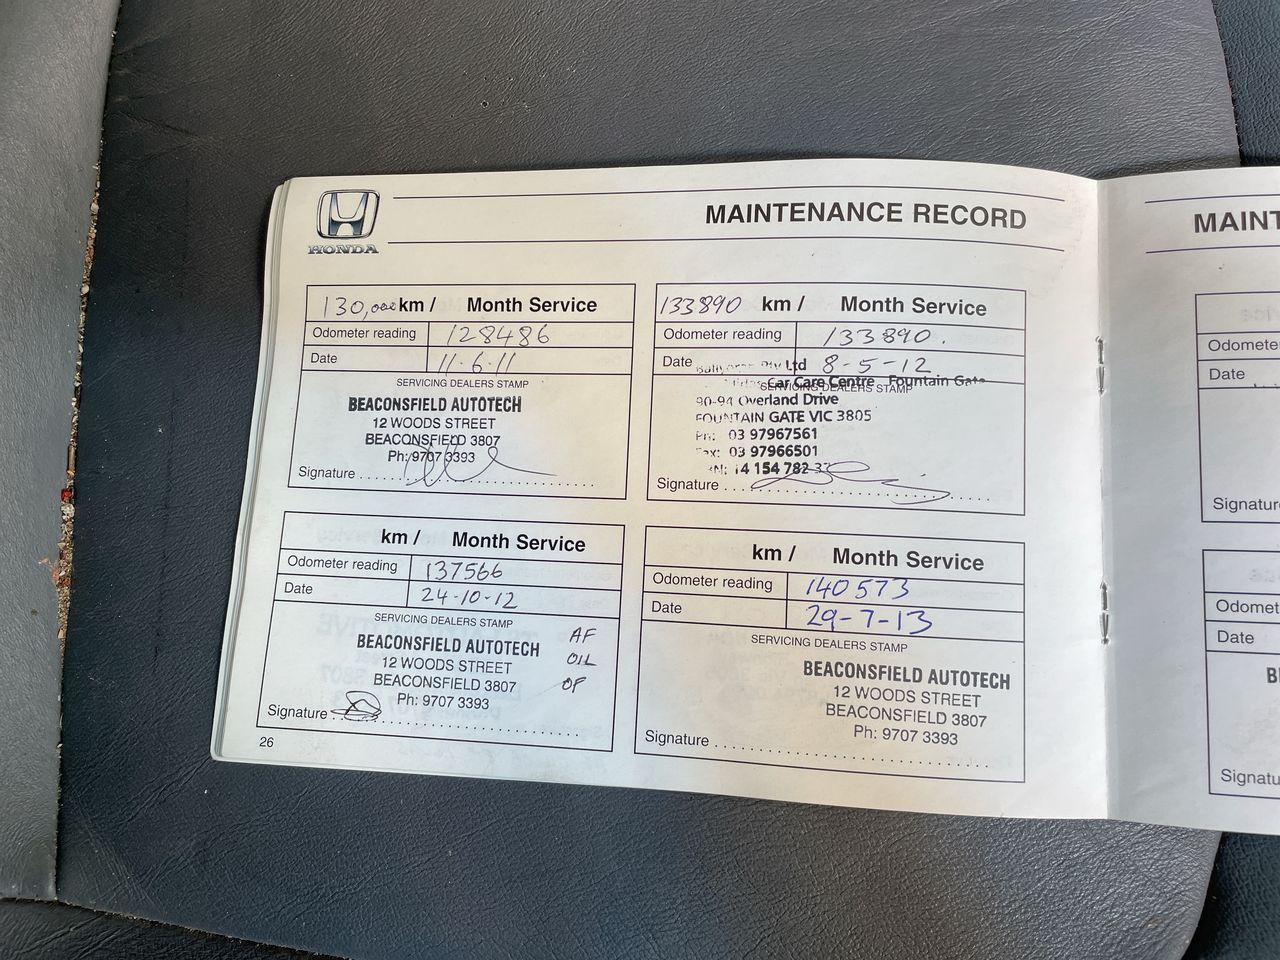 HONDA
MAINTENANCE RECORD
130,000 km / Month Service
Odometer reading 128486
Date 11-6-11
SERVICING DEALERS STAMP
BEACONSFIELD AUTOTECH
12 WOODS STREET
BEACONSFIELD 3807
Ph: 9707 3393
Signature
133890 km / Month Service
Odometer reading 133890.
Date 8-5-12
Pty Ltd
Car Care Centre Fountain Gate
SERVICING DEALERS STAMP
90-94 Overland Drive
FOUNTAIN GATE VIC 3805
Ph: 03 97967561
Fax: 03 97966501
14 154 782
Signature
km / Month Service
Odometer reading 137566
Date 24-10-12
SERVICING DEALERS STAMP
BEACONSFIELD AUTOTECH
12 WOODS STREET
BEACONSFIELD 3807
Ph: 9707 3393
AF
OIL
OF
Signature
km / Month Service
Odometer reading 140573
Date 29-7-13
SERVICING DEALERS STAMP
BEACONSFIELD AUTOTECH
12 WOODS STREET
BEACONSFIELD 3807
Ph: 9707 3393
Signature
26
MAINT
Odomete
Date
Signatur
Odomet
Date
B
Signatu